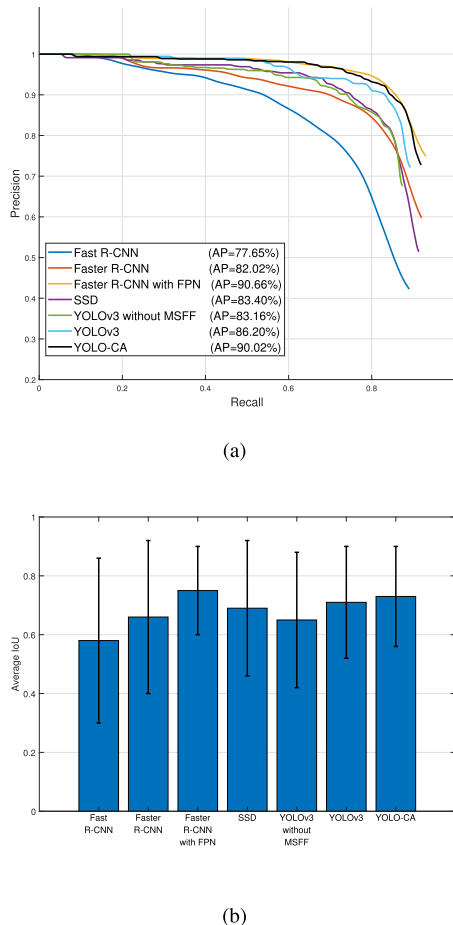 1
0.9
0.8
0.7
0.6
0.5
0.4
0.3
0.2
Precision
Fast R-CNN (AP=77.65%)
Faster R-CNN (AP=82.02%)
Faster R-CNN with FPN (AP=90.66%)
SSD (AP=83.40%)
YOLOv3 without MSFF (AP=83.16%)
YOLOv3 (AP=86.20%)
YOLO-CA (AP=90.02%)
0 0.2 0.4 0.6 0.8
Recall
(a)
1
0.8
0.6
0.4
0.2
0
Average IoU
Fast R-CNN
Faster R-CNN
Faster R-CNN with FPN
SSD
YOLOv3 without MSFF
YOLOv3
YOLO-CA
(b)